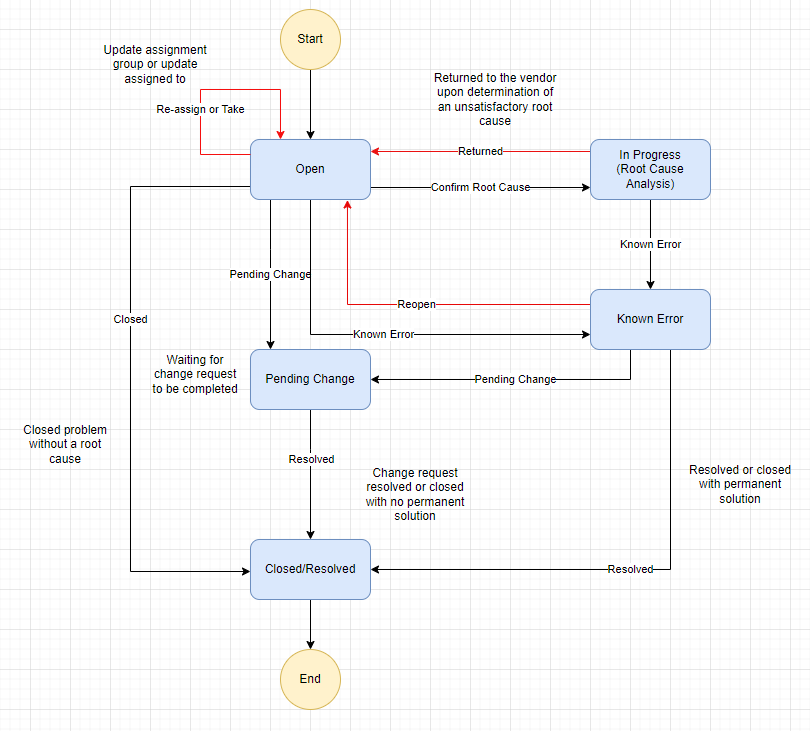 Start
Update assignment
group or update
assigned to
Re-assign or Take
Returned to the vendor
upon determination of
an unsatisfactory root
cause
Open
Returned
In Progress
(Root Cause
Analysis)
Confirm Root Cause
Known Error
Pending Change
Reopen
Closed
Known Error
Known Error
Waiting for
change request
to be completed
Pending Change
Pending Change
Closed problem
without a root
cause
Resolved
Change request
resolved or closed
with no permanent
solution
Resolved or closed
with permanent
solution
Closed/Resolved
Resolved
End